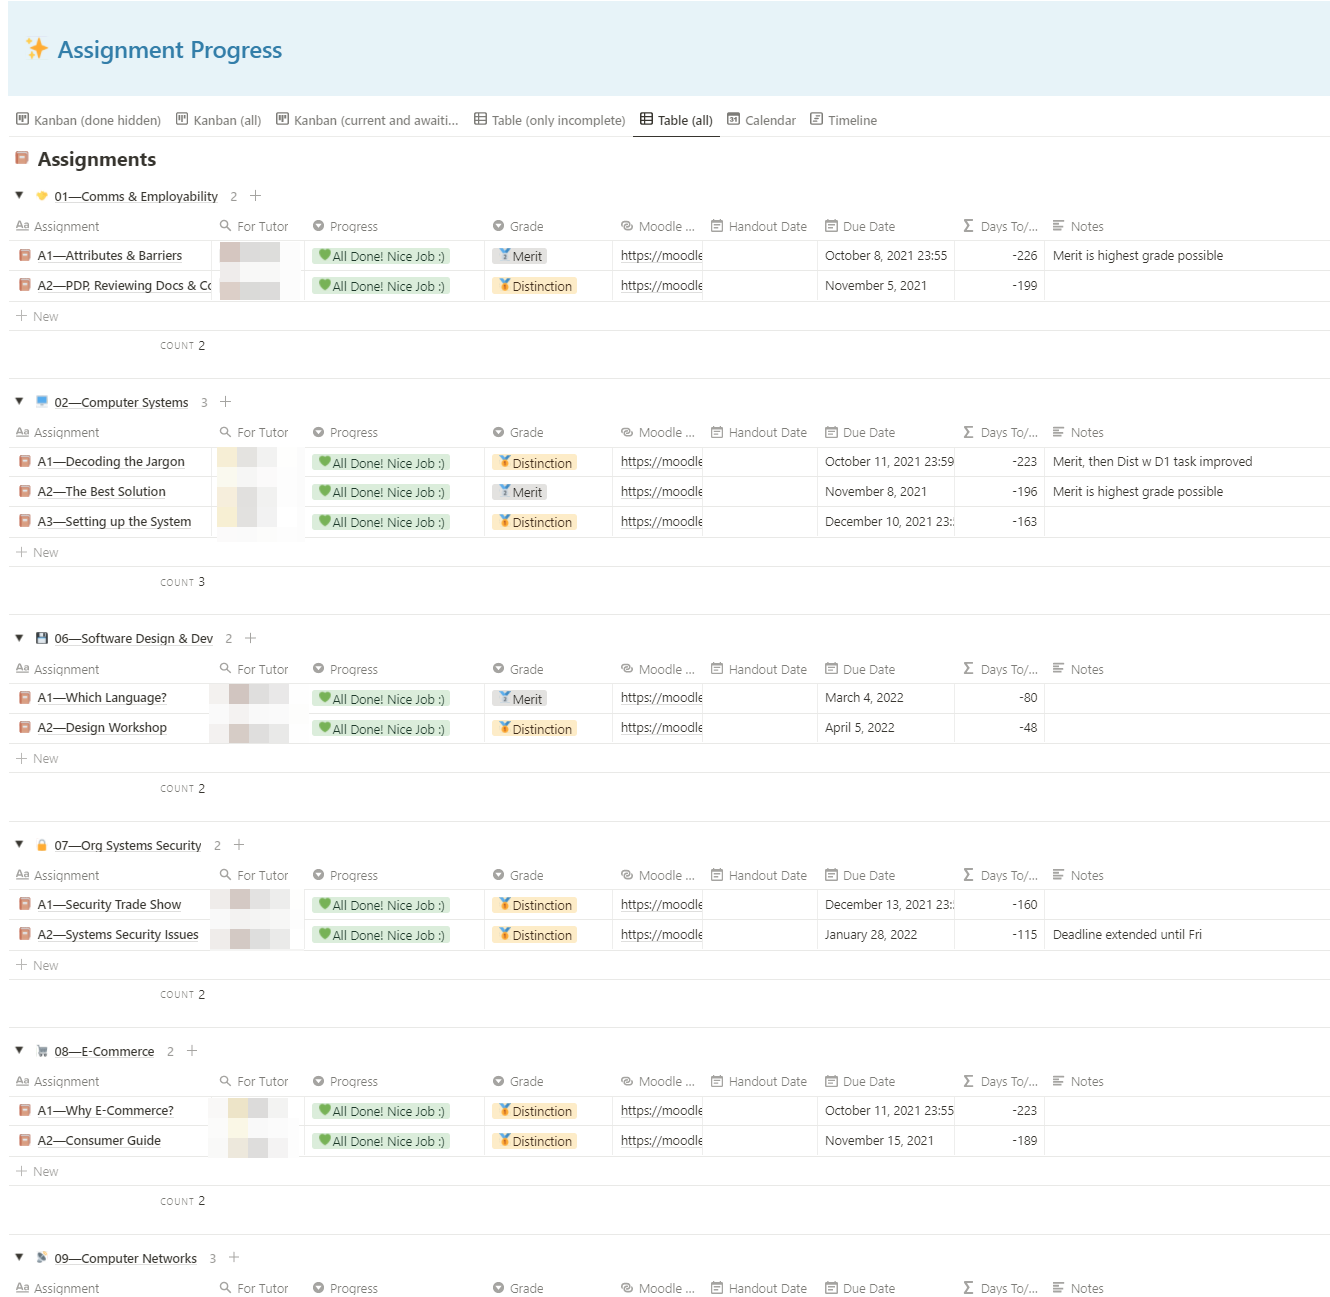 ✨ Assignment Progress
Kanban (done hidden) Kanban (all) Kanban (current and awaiti... Table (only incomplete) Table (all) Calendar Timeline
Assignments
01—Comms & Employability 2 +
Aa Assignment For Tutor Progress Grade Moodle ... Handout Date Due Date Σ Days To/... Notes
A1—Attributes & Barriers 💚All Done! Nice Job :) 🥈Merit https://moodle October 8, 2021 23:55 -226 Merit is highest grade possible
A2—PDP, Reviewing Docs & Co 💚All Done! Nice Job :) 🏅Distinction https://moodle November 5, 2021 -199
+ New
COUNT 2
02—Computer Systems 3 +
Aa Assignment For Tutor Progress Grade Moodle ... Handout Date Due Date Σ Days To/... Notes
A1—Decoding the Jargon 💚All Done! Nice Job :) 🏅Distinction https://moodle October 11, 2021 23:59 -223 Merit, then Dist w D1 task improved
A2—The Best Solution 💚All Done! Nice Job :) 🥈Merit https://moodle November 8, 2021 -196 Merit is highest grade possible
A3—Setting up the System 💚All Done! Nice Job :) 🏅Distinction https://moodle December 10, 2021 23: -163
+ New
COUNT 3
06—Software Design & Dev 2 +
Aa Assignment For Tutor Progress Grade Moodle ... Handout Date Due Date Σ Days To/... Notes
A1—Which Language? 💚All Done! Nice Job :) 🥈Merit https://moodle March 4, 2022 -80
A2—Design Workshop 💚All Done! Nice Job :) 🏅Distinction https://moodle April 5, 2022 -48
+ New
COUNT 2
07—Org Systems Security 2 +
Aa Assignment For Tutor Progress Grade Moodle ... Handout Date Due Date Σ Days To/... Notes
A1—Security Trade Show 💚All Done! Nice Job :) 🏅Distinction https://moodle December 13, 2021 23: -160
A2—Systems Security Issues 💚All Done! Nice Job :) 🏅Distinction https://moodle January 28, 2022 -115 Deadline extended until Fri
+ New
COUNT 2
08—E-Commerce 2 +
Aa Assignment For Tutor Progress Grade Moodle ... Handout Date Due Date Σ Days To/... Notes
A1—Why E-Commerce? 💚All Done! Nice Job :) 🏅Distinction https://moodle October 11, 2021 23:55 -223
A2—Consumer Guide 💚All Done! Nice Job :) 🏅Distinction https://moodle November 15, 2021 -189
+ New
COUNT 2
09—Computer Networks 3 +
Aa Assignment For Tutor Progress Grade Moodle ... Handout Date Due Date Σ Days To/... Notes